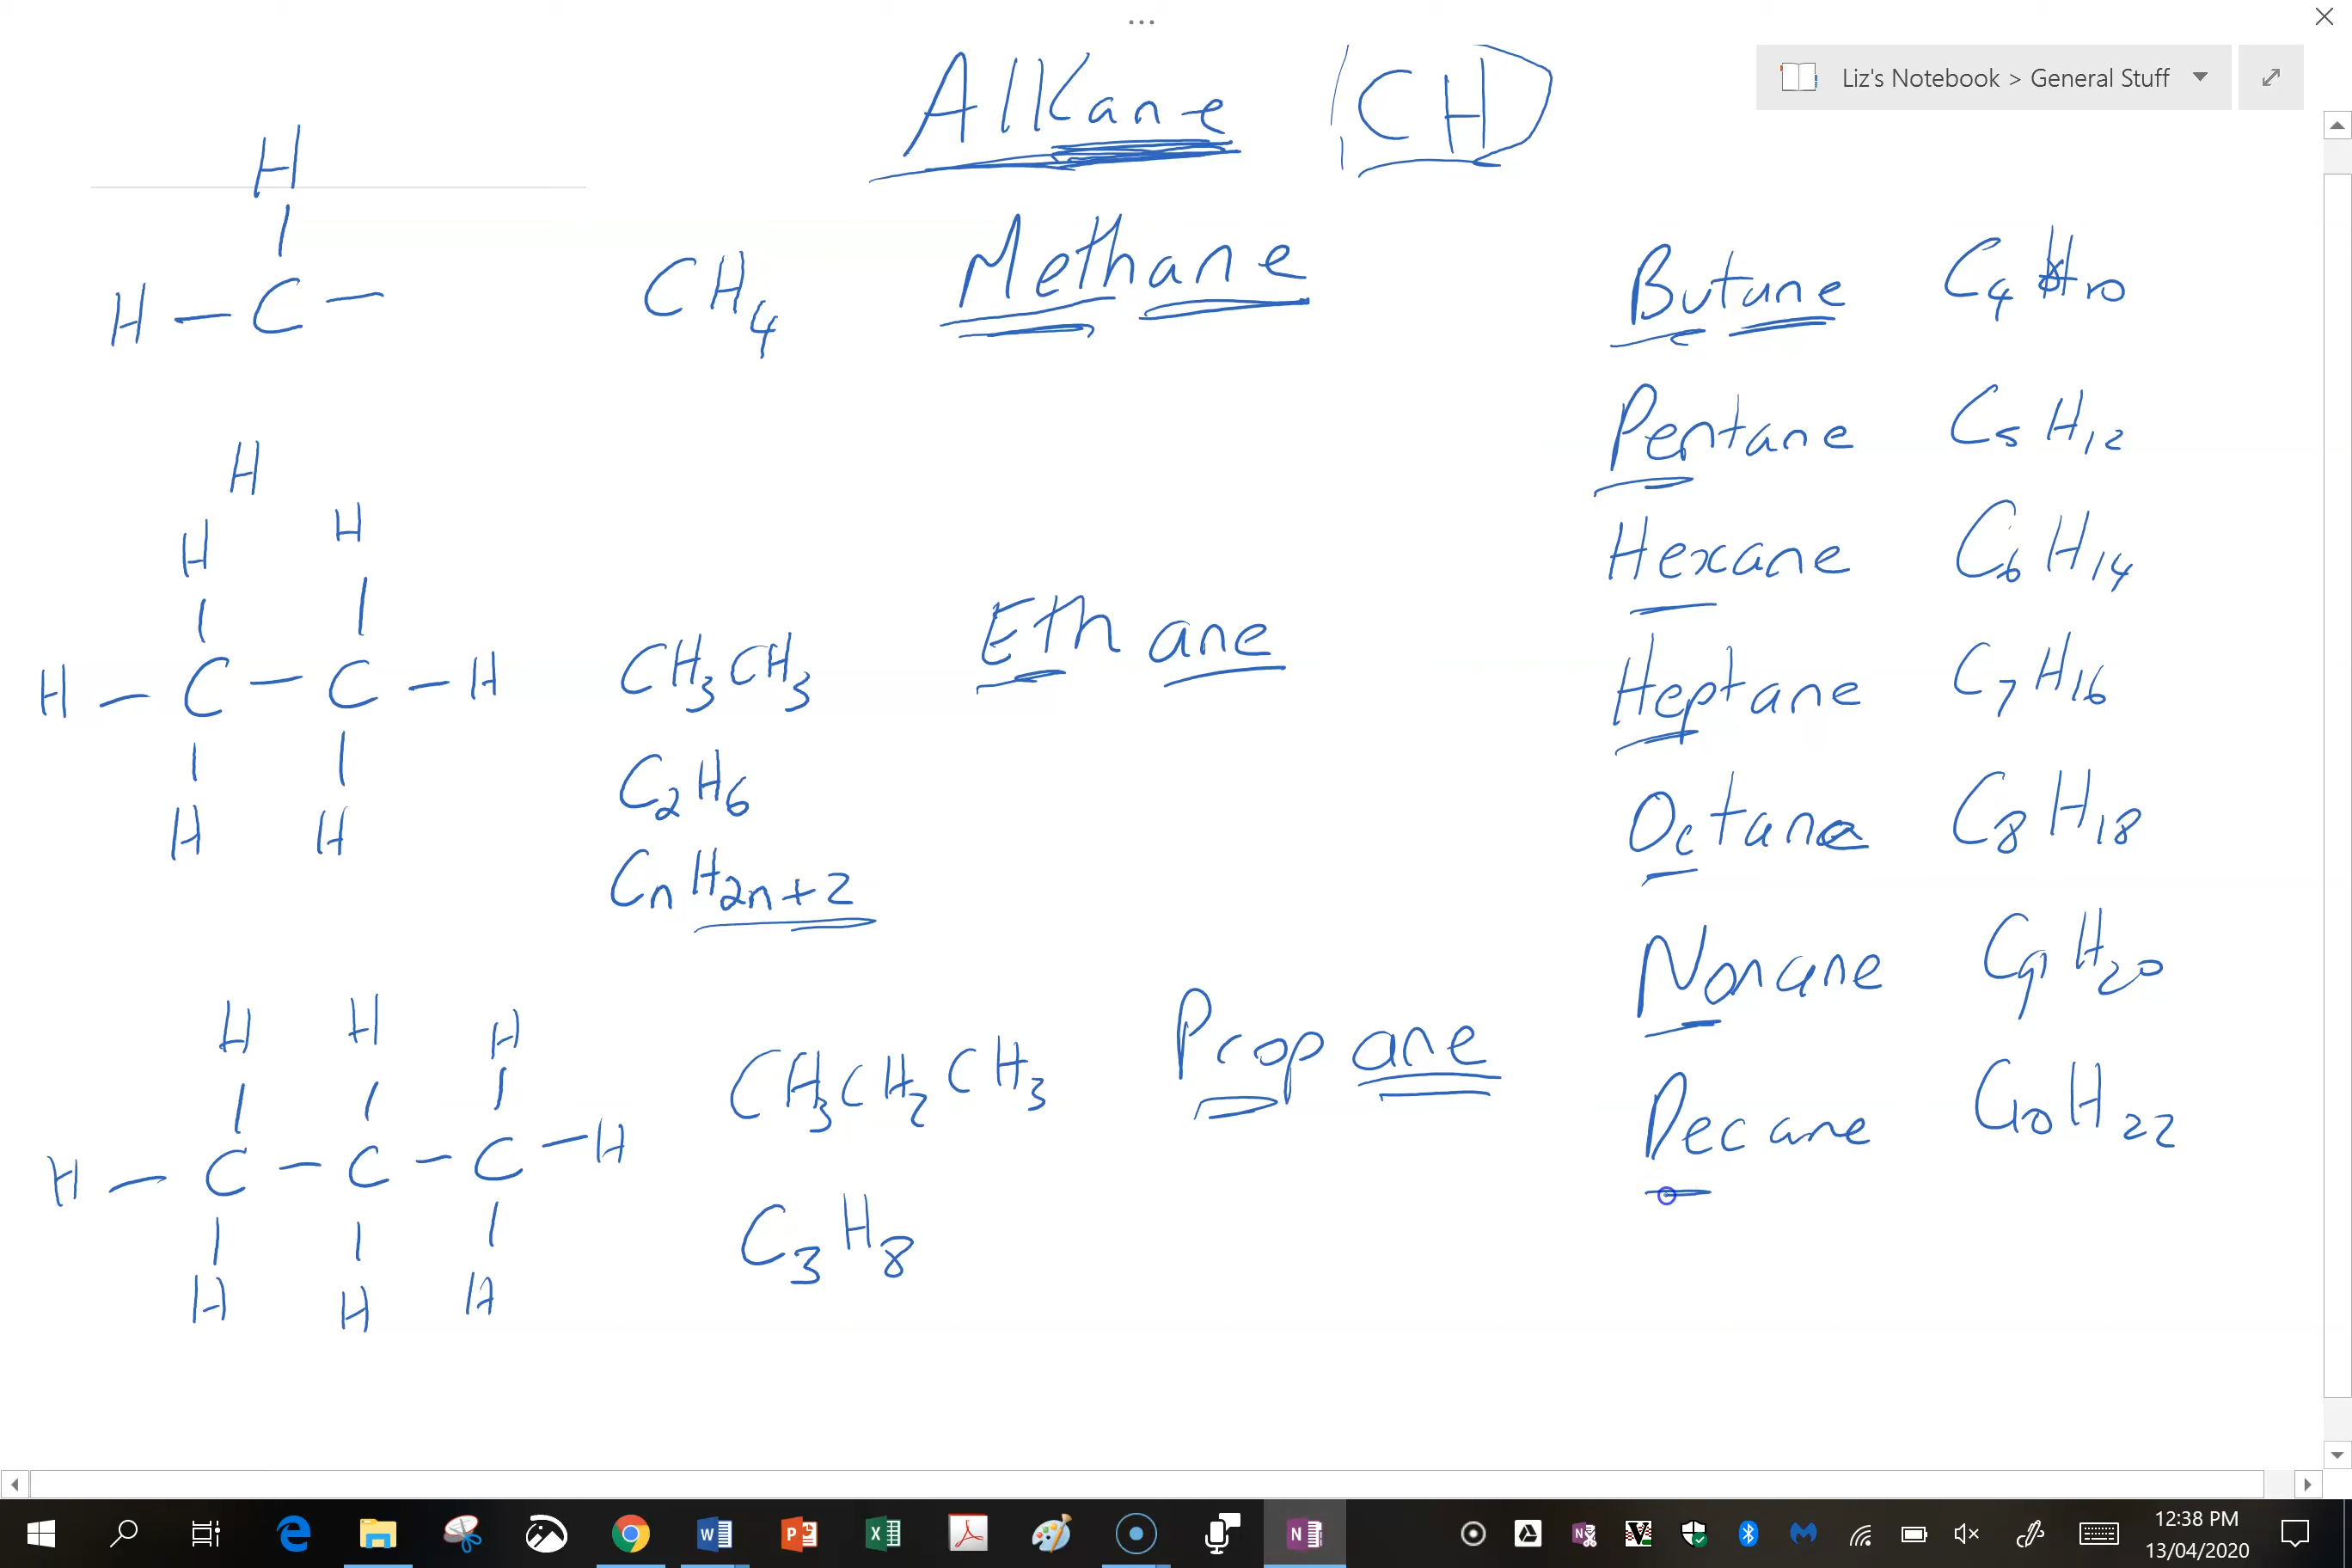 Liz's Notebook > General Stuff
Alkane CH
H
H - C -
CH4
Methane
H
H H
H - C - C - H
H H
CH3CH3
C2H6
CnH2n+2
Ethane
H H H
H - C - C - C - H
H H H
CH3CH2CH3
C3H8
Propane
Butane C4H10
Pentane C5H12
Hexane C6H14
Heptane C7H16
Octane C8H18
Nonane C9H20
Decane C10H22
12:38 PM
13/04/2020